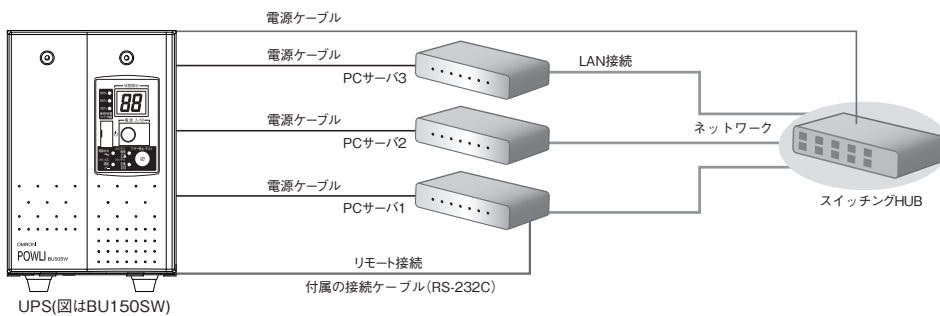 電源ケーブル
電源ケーブル
PCサーバ3
LAN接続
電源ケーブル
PCサーバ2
ネットワーク
電源ケーブル
PCサーバ1
スイッチングHUB
リモート接続
付属の接続ケーブル(RS-232C)
88
OMRON
POWLI BU50SW
UPS(図はBU150SW)